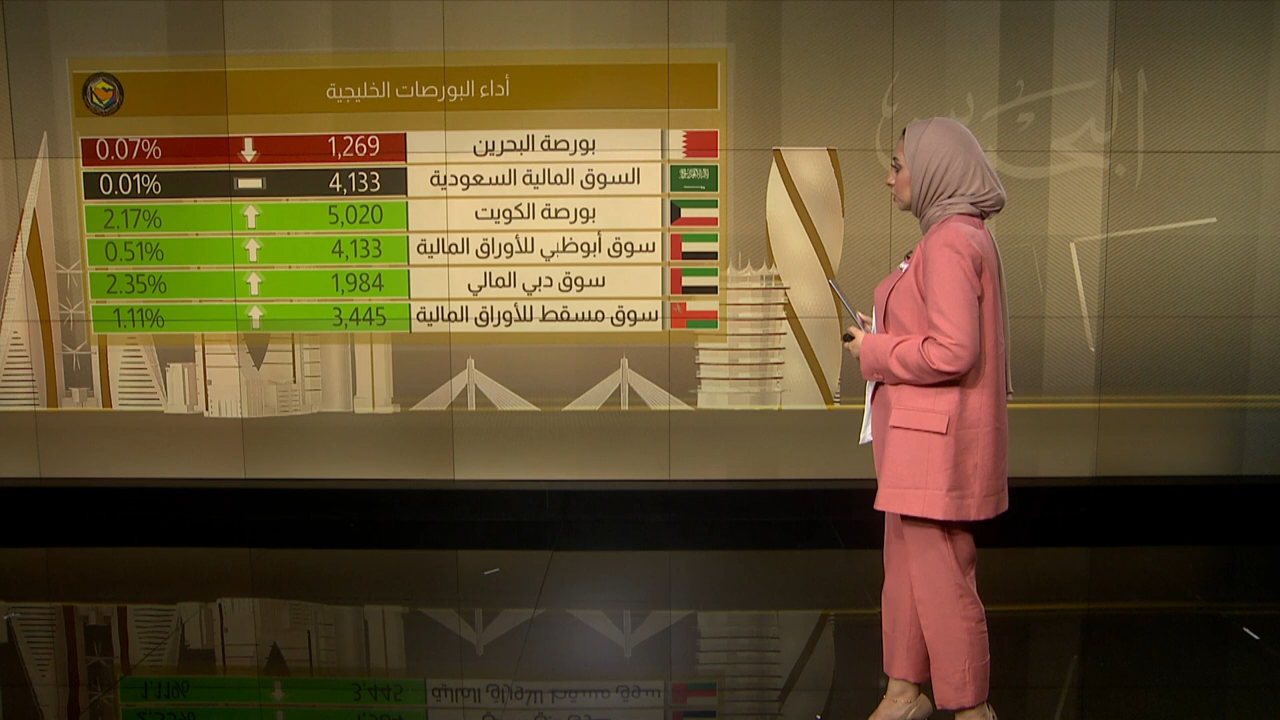 أداء البورصات الخليجية
بورصة البحرين 1,269 0.07%
السوق المالية السعودية 4,133 0.01%
بورصة الكويت 5,020 2.17%
سوق أبوظبي للأوراق المالية 4,133 0.51%
سوق دبي المالي 1,984 2.35%
سوق مسقط للأوراق المالية 3,445 1.11%